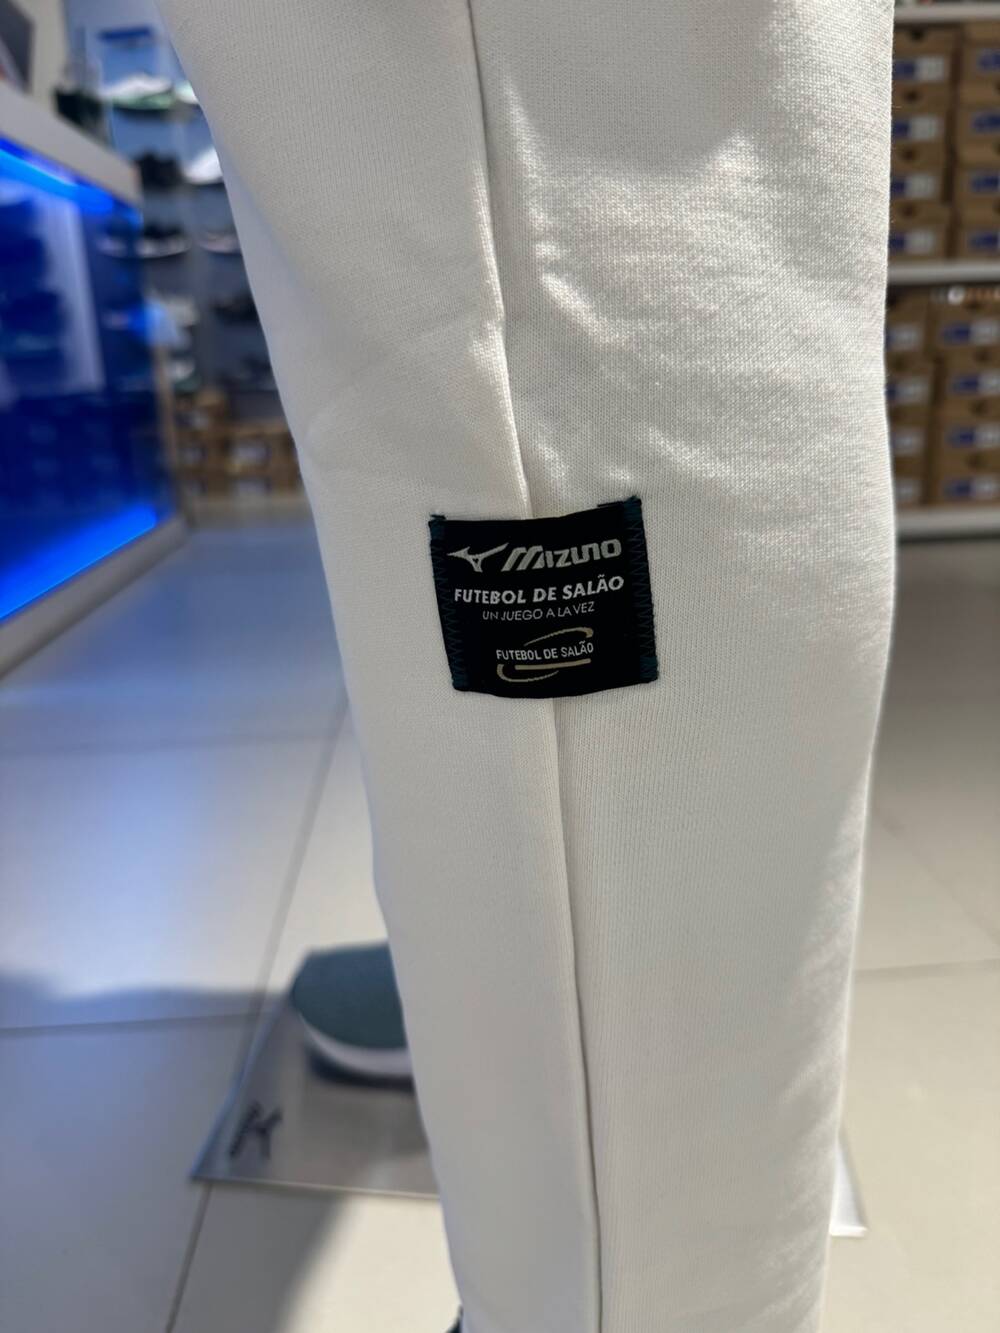 MIZUNO
FUTEBOL DE SALÃO
UN JUEGO A LA VEZ
FUTEBOL DE SALÃO